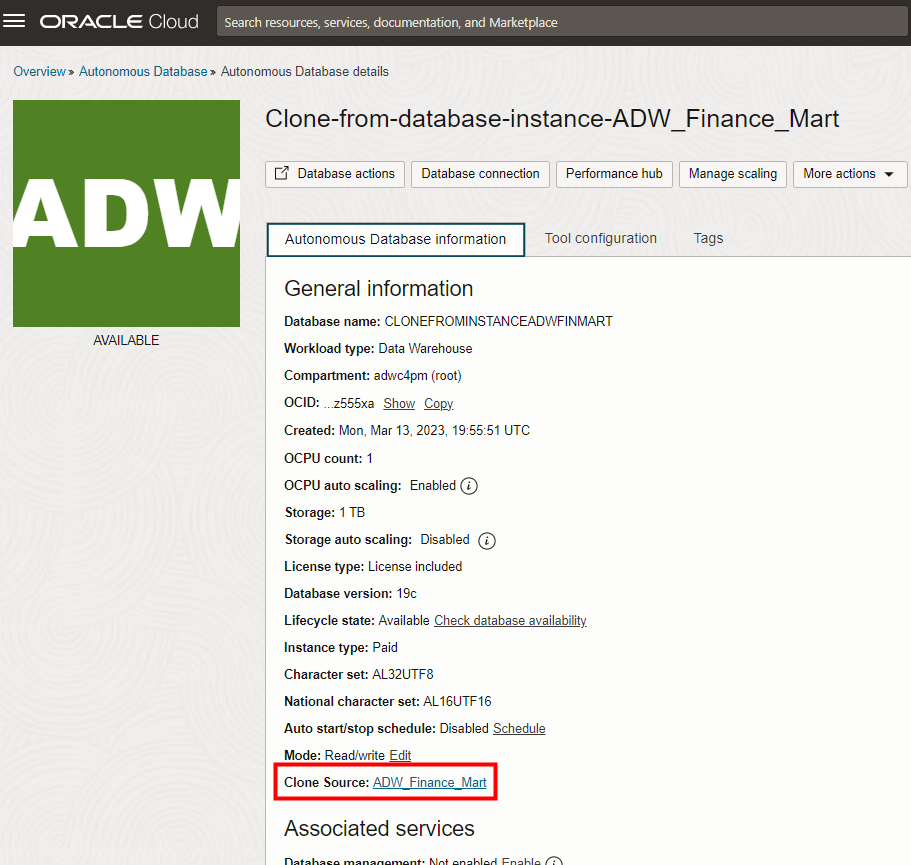 ORACLE Cloud
Search resources, services, documentation, and Marketplace
Overview » Autonomous Database » Autonomous Database details
ADW
AVAILABLE
Clone-from-database-instance-ADW_Finance_Mart
Database actions Database connection Performance hub Manage scaling More actions
Autonomous Database information Tool configuration Tags
General information
Database name: CLONEFROMINSTANCEADWFINMART
Workload type: Data Warehouse
Compartment: adwc4pm (root)
OCID: ...z555xa Show Copy
Created: Mon, Mar 13, 2023, 19:55:51 UTC
OCPU count: 1
OCPU auto scaling: Enabled i
Storage: 1 TB
Storage auto scaling: Disabled i
License type: License included
Database version: 19c
Lifecycle state: Available Check database availability
Instance type: Paid
Character set: AL32UTF8
National character set: AL16UTF16
Auto start/stop schedule: Disabled Schedule
Mode: Read/write Edit
Clone Source: ADW_Finance_Mart
Associated services
Database management: Not enabled Enable i